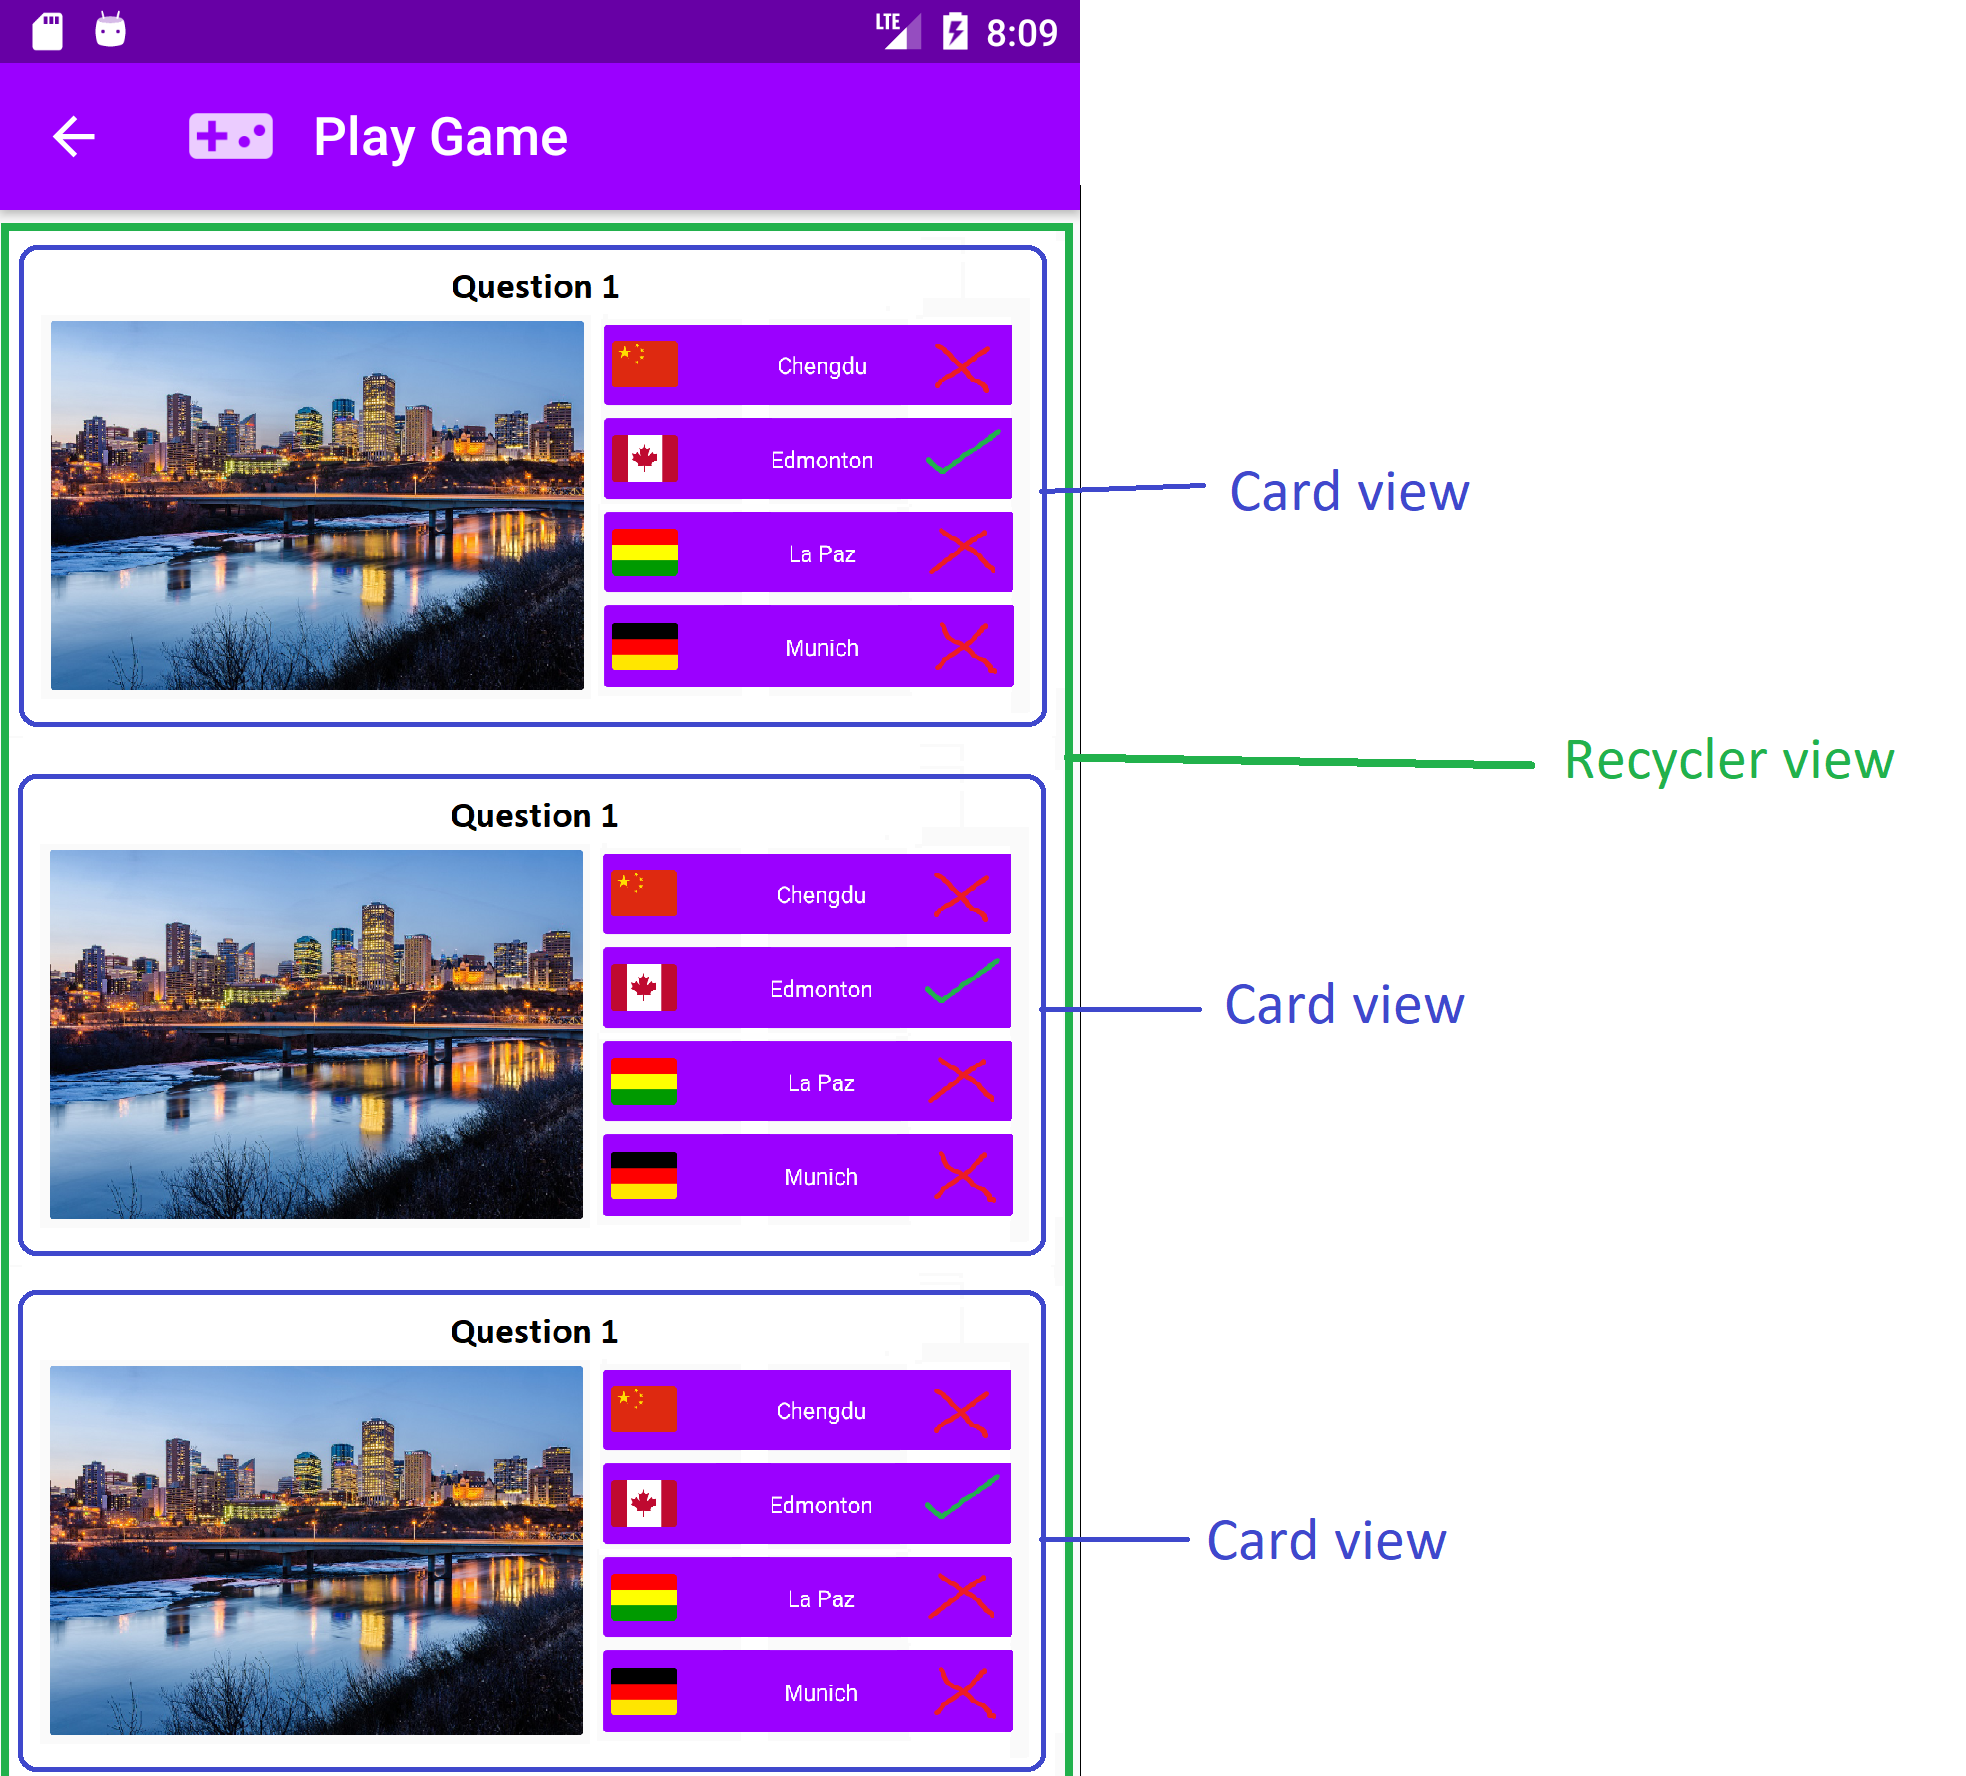 LTE 8:09
Play Game
Question 1
Chengdu
Edmonton
La Paz
Munich
Card view
Recycler view
Question 1
Chengdu
Edmonton
La Paz
Munich
Card view
Question 1
Chengdu
Edmonton
La Paz
Munich
Card view